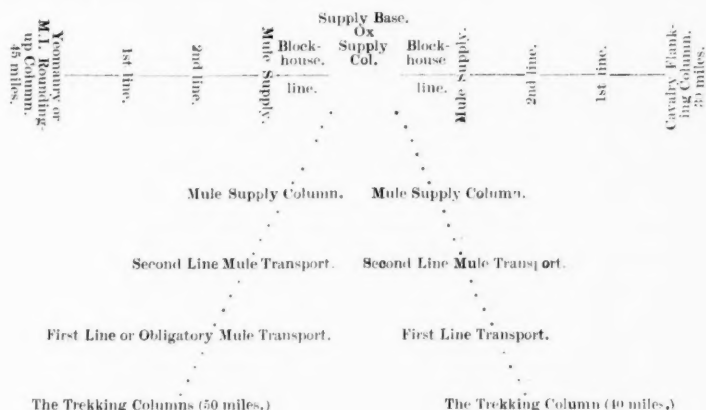 Supply Base.
Ox
Supply
Col.
Yeomanry or
M.I. Rounding-
up Column.
45 miles.
1st line.
2nd line.
Mule Supply.
Block-
house.
line.
Block-
house
line.
Mule Supply.
2nd line.
1st line.
Cavalry Flank-
ing Column.
Mule Supply Column. Mule Supply Column.
Second Line Mule Transport. Second Line Mule Transport.
First Line or Obligatory Mule Transport. First Line Transport.
The Trekking Columns (50 miles.) The Trekking Column (40 miles.)